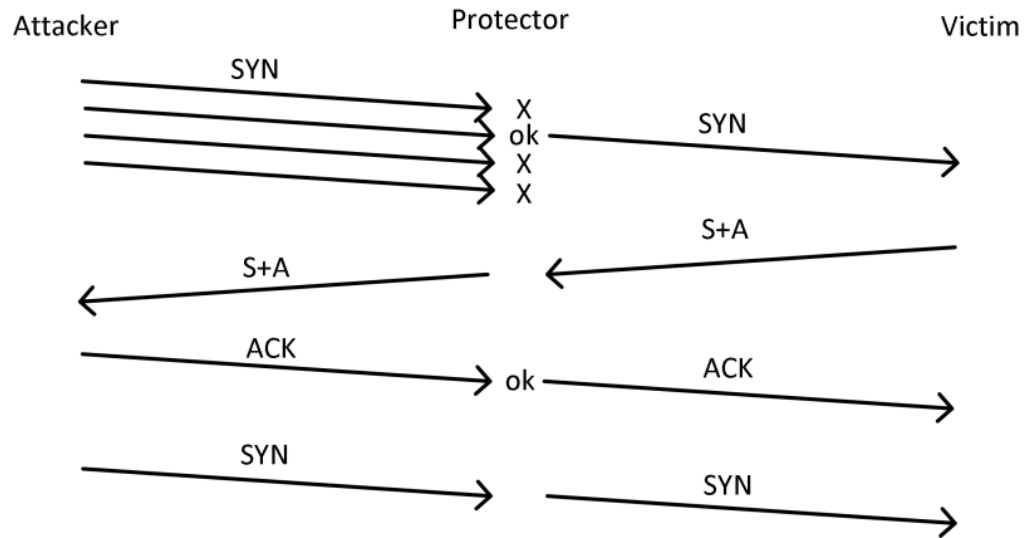 Attacker Protector Victim
SYN
X
ok SYN
X
X
S+A
S+A
ACK
ok ACK
SYN
SYN